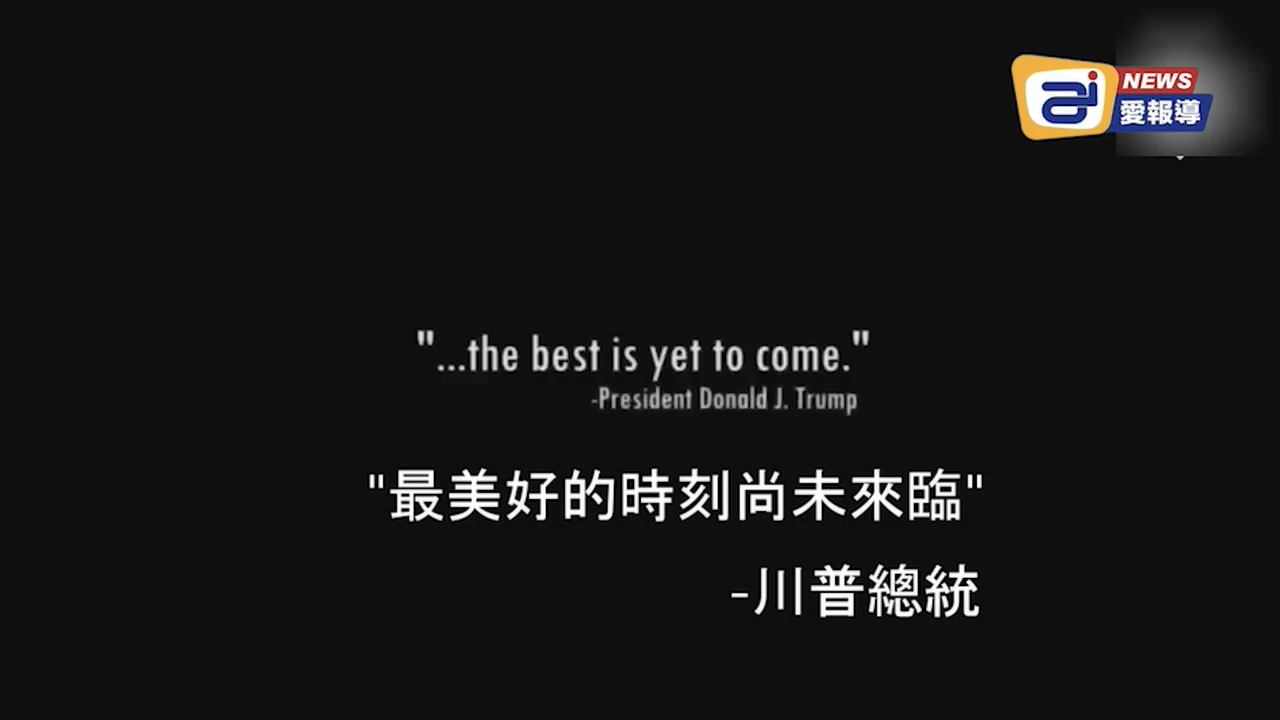 NEWS
愛報導
"...the best is yet to come."
-President Donald J. Trump
"最美好的時刻尚未來臨"
-川普總統